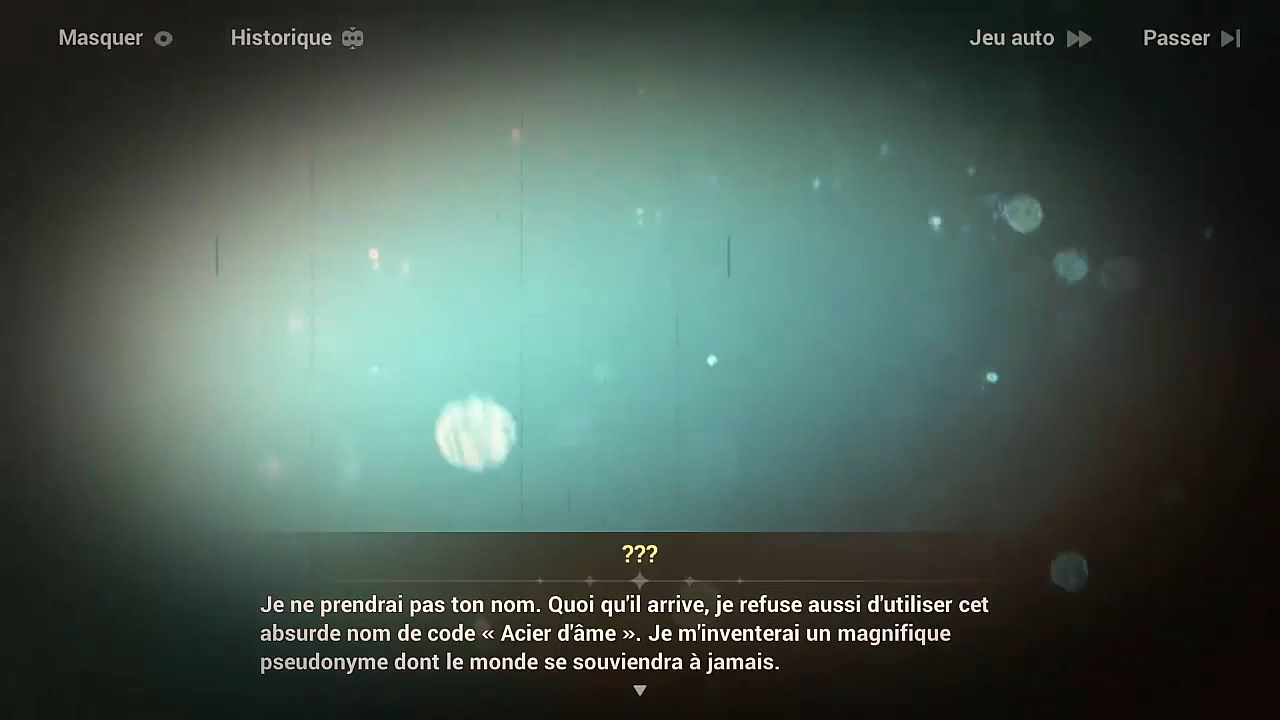 Masquer
Historique
Jeu auto
Passer
???
Je ne prendrai pas ton nom. Quoi qu'il arrive, je refuse aussi d'utiliser cet
absurde nom de code « Acier d'âme ». Je m'inventerai un magnifique
pseudonyme dont le monde se souviendra à jamais.